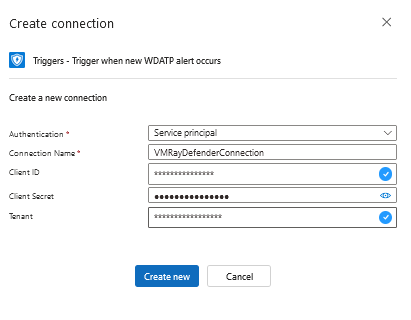 Create connection
Triggers - Trigger when new WDATP alert occurs
Create a new connection
Authentication * Service principal
Connection Name * VMRayDefenderConnection
Client ID ***************
Client Secret ●●●●●●●●●●●●●●●
Tenant *****************
Create new Cancel